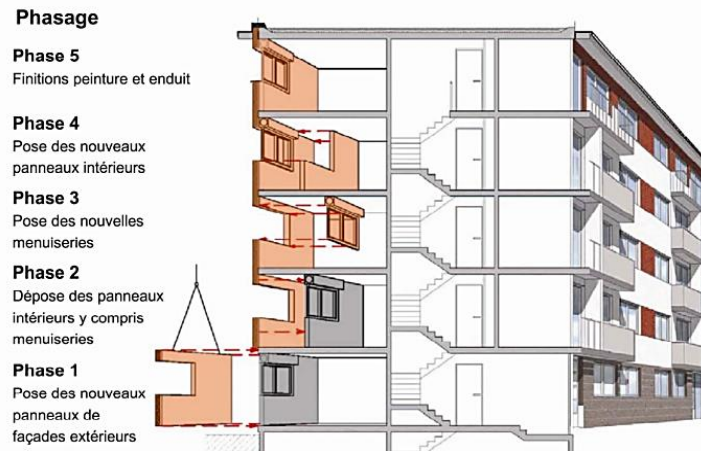 Phasage
Phase 5
Finitions peinture et enduit
Phase 4
Pose des nouveaux
panneaux intérieurs
Phase 3
Pose des nouvelles
menuiseries
Phase 2
Dépose des panneaux
intérieurs y compris
menuiseries
Phase 1
Pose des nouveaux
panneaux de
façades extérieurs